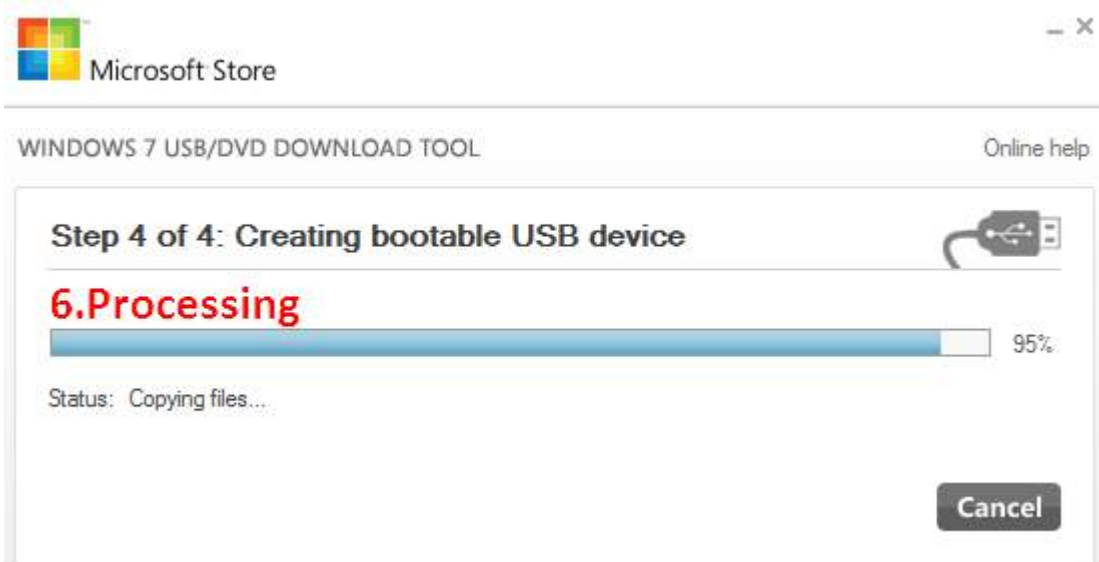 Microsoft Store
WINDOWS 7 USB/DVD DOWNLOAD TOOL Online help
Step 4 of 4: Creating bootable USB device
6.Processing
95%
Status: Copying files...
Cancel